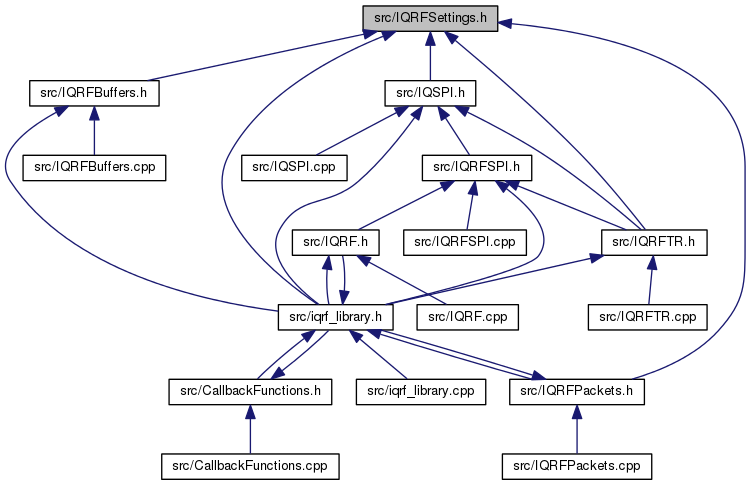 src/IQRFSettings.h
src/IQRFBuffers.h
src/IQSPI.h
src/IQRFBuffers.cpp
src/IQSPI.cpp
src/IQRFSPI.h
src/IQRF.h
src/IQRFSPI.cpp
src/IQRFTR.h
src/iqrf_library.h
src/IQRF.cpp
src/IQRFTR.cpp
src/CallbackFunctions.h
src/iqrf_library.cpp
src/IQRFPackets.h
src/CallbackFunctions.cpp
src/IQRFPackets.cpp